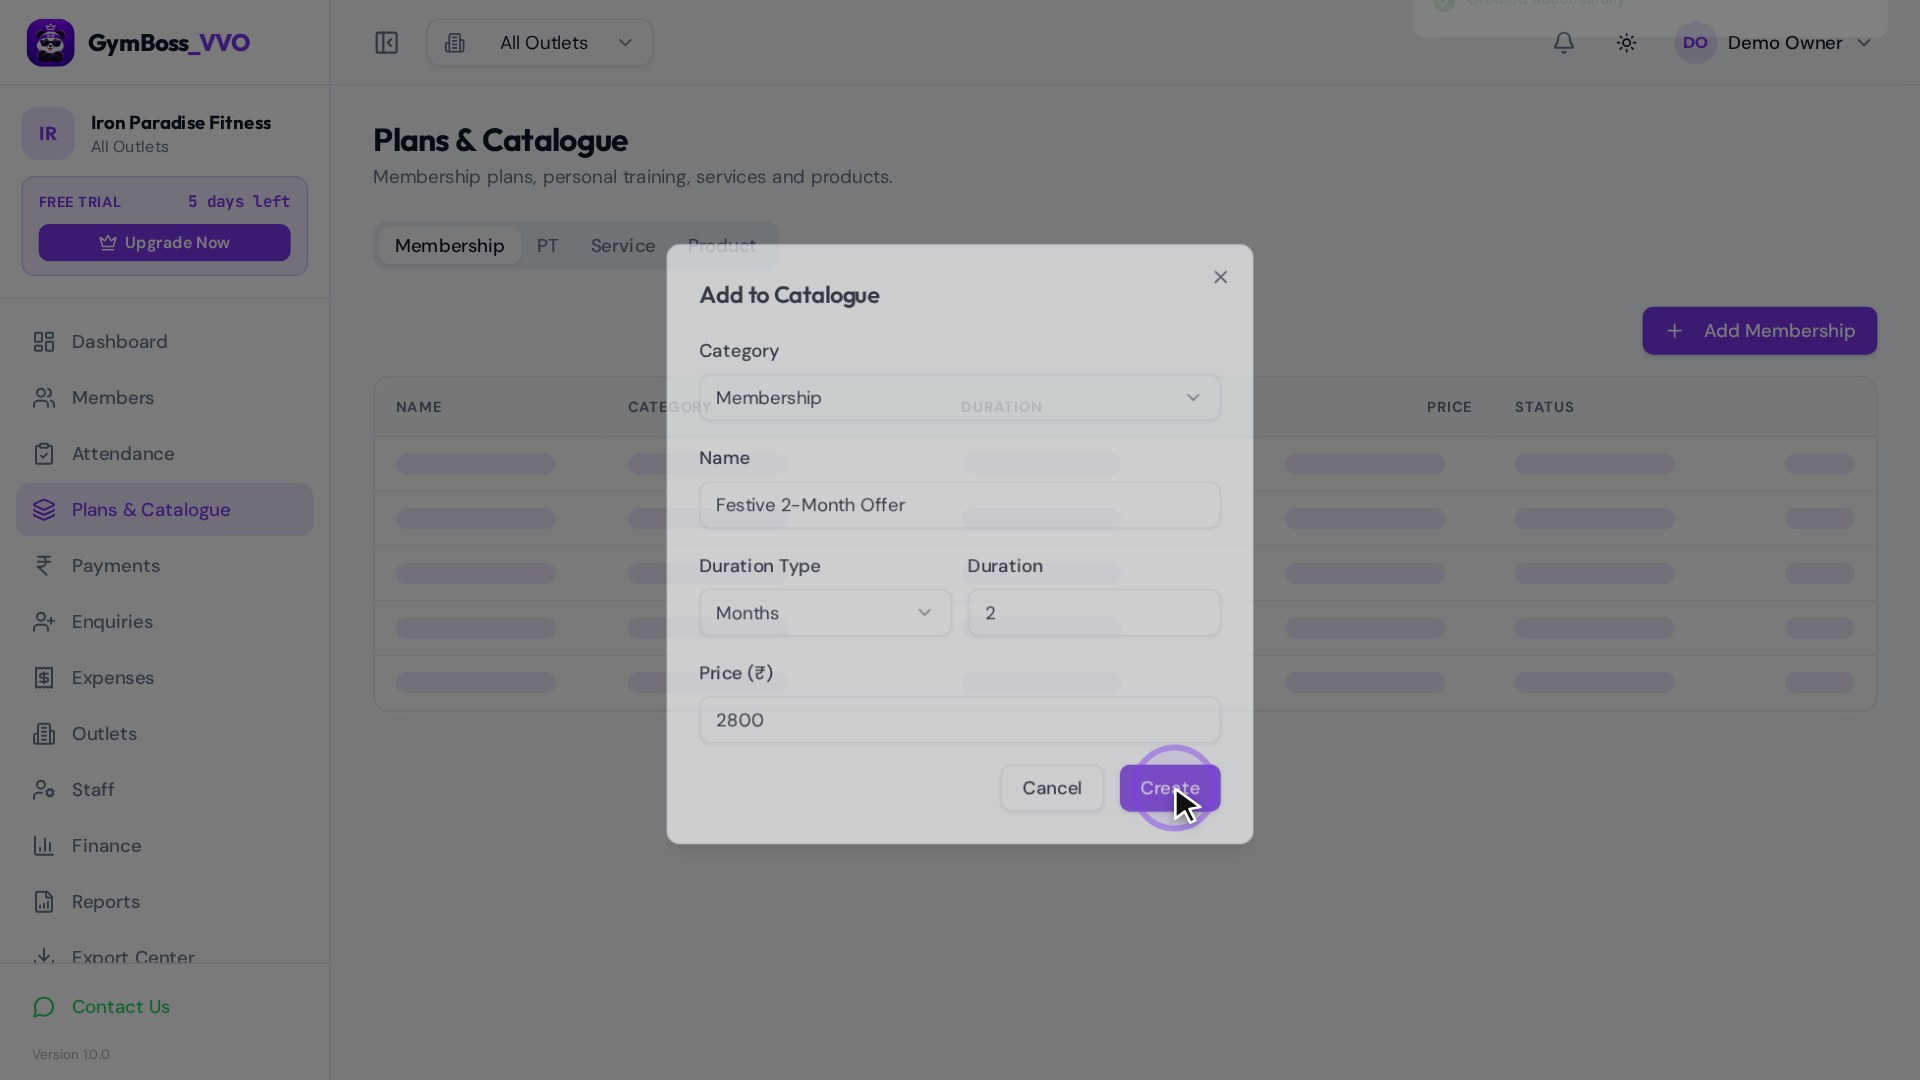 GymBoss_VVO
All Outlets
Created successfully
DO Demo Owner
IR
Iron Paradise Fitness
All Outlets
FREE TRIAL 5 days left
Upgrade Now
Dashboard
Members
Attendance
Plans & Catalogue
Payments
Enquiries
Expenses
Outlets
Staff
Finance
Reports
Export Center
Contact Us
Version 1.0.0
Plans & Catalogue
Membership plans, personal training, services and products.
Membership PT Service Product
Add Membership
NAME CATEGORY DURATION PRICE STATUS
Add to Catalogue
Category
Membership
Name
Festive 2-Month Offer
Duration Type Duration
Months 2
Price (₹)
2800
Cancel Create